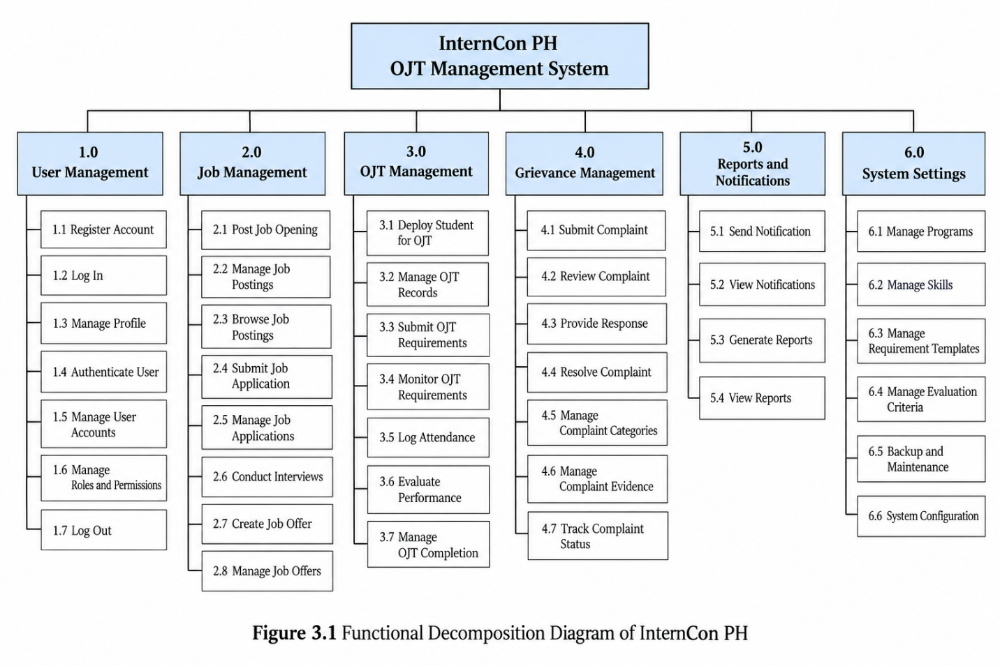 InternCon PH
OJT Management System
1.0
User Management
1.1 Register Account
1.2 Log In
1.3 Manage Profile
1.4 Authenticate User
1.5 Manage User
Accounts
1.6 Manage
Roles and Permissions
1.7 Log Out
2.0
Job Management
2.1 Post Job Opening
2.2 Manage Job
Postings
2.3 Browse Job
Postings
2.4 Submit Job
Application
2.5 Manage Job
Applications
2.6 Conduct Interviews
2.7 Create Job Offer
2.8 Manage Job Offers
3.0
OJT Management
3.1 Deploy Student
for OJT
3.2 Manage OJT
Records
3.3 Submit OJT
Requirements
3.4 Monitor OJT
Requirements
3.5 Log Attendance
3.6 Evaluate
Performance
3.7 Manage
OJT Completion
4.0
Grievance Management
4.1 Submit Complaint
4.2 Review Complaint
4.3 Provide Response
4.4 Resolve Complaint
4.5 Manage
Complaint Categories
4.6 Manage
Complaint Evidence
4.7 Track Complaint
Status
5.0
Reports and
Notifications
5.1 Send Notification
5.2 View Notifications
5.3 Generate Reports
5.4 View Reports
6.0
System Settings
6.1 Manage Programs
6.2 Manage Skills
6.3 Manage
Requirement Templates
6.4 Manage Evaluation
Criteria
6.5 Backup and
Maintenance
6.6 System Configuration
Figure 3.1 Functional Decomposition Diagram of InternCon PH